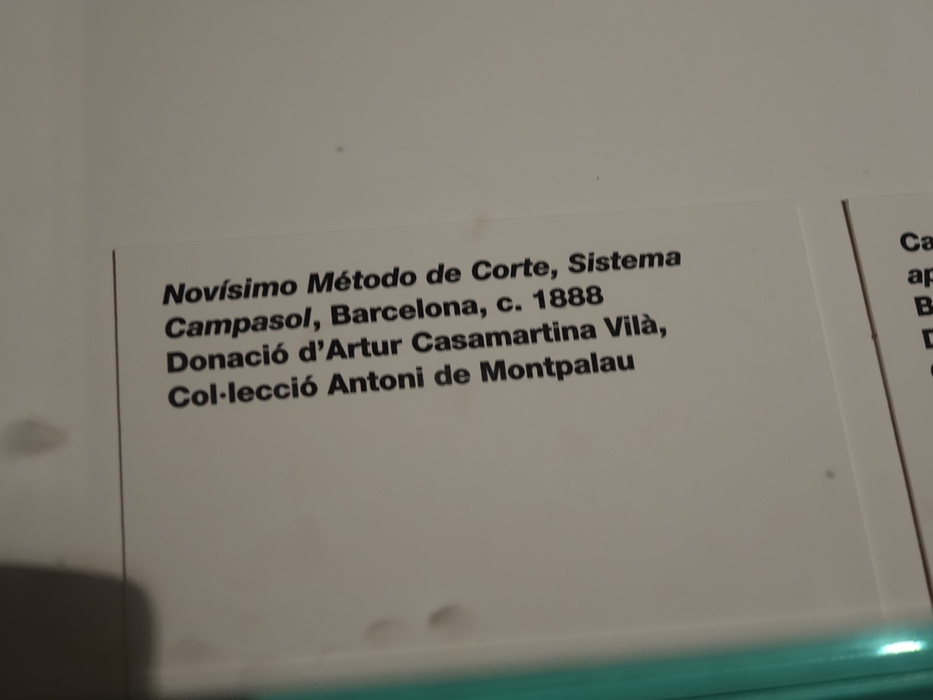 Novísimo Método de Corte, Sistema
Campasol, Barcelona, c. 1888
Donació d'Artur Casamartina Vilà,
Col·lecció Antoni de Montpalau